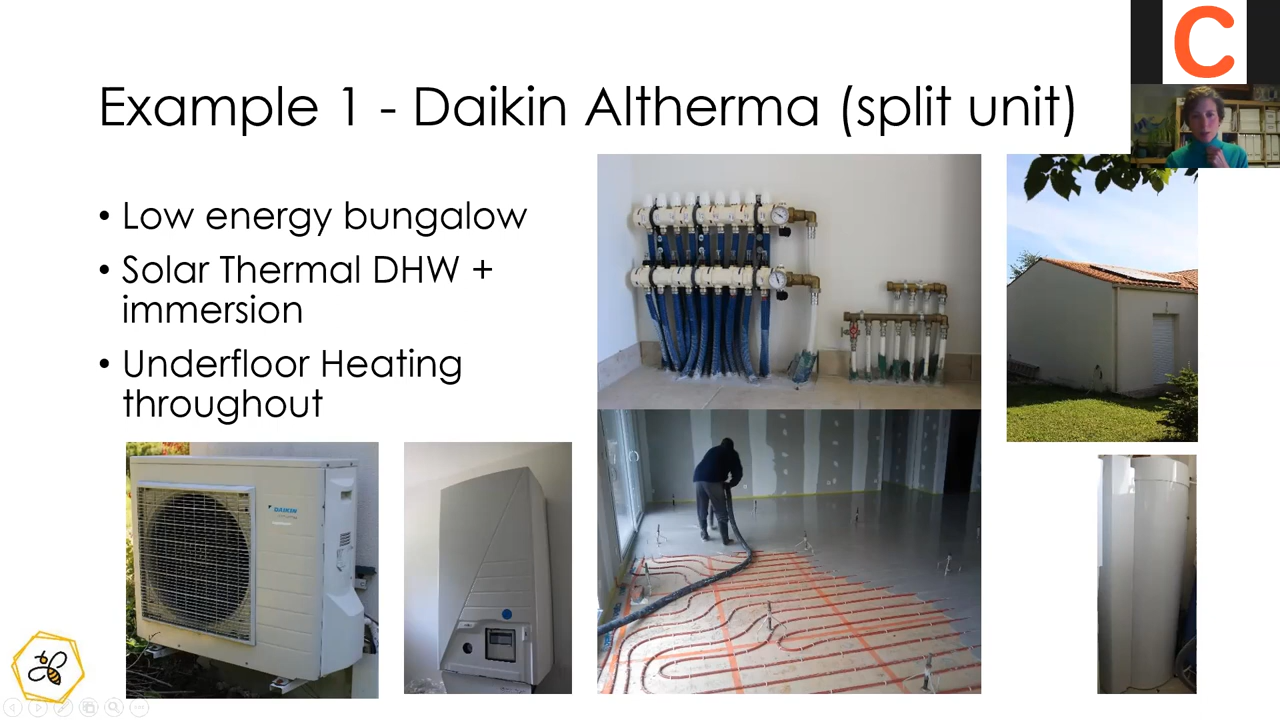 C
Example 1 - Daikin Altherma (split unit)
• Low energy bungalow
• Solar Thermal DHW +
immersion
• Underfloor Heating
throughout
DAIKIN